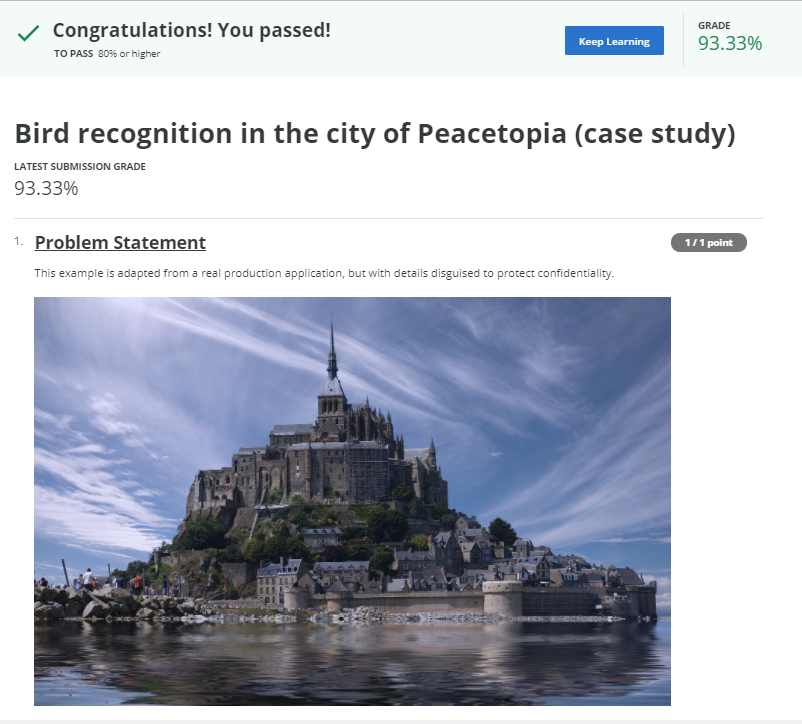 Congratulations! You passed!
TO PASS 80% or higher
Keep Learning
GRADE
93.33%
Bird recognition in the city of Peacetopia (case study)
LATEST SUBMISSION GRADE
93.33%
1. Problem Statement
1 / 1 point
This example is adapted from a real production application, but with details disguised to protect confidentiality.